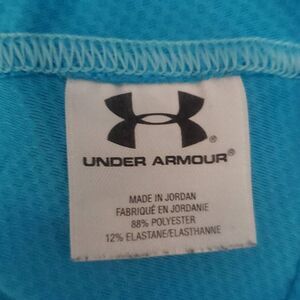 UNDER ARMOUR®
MADE IN JORDAN
FABRIQUÉ EN JORDANIE
88% POLYESTER
12% ELASTANE/ELASTHANNE